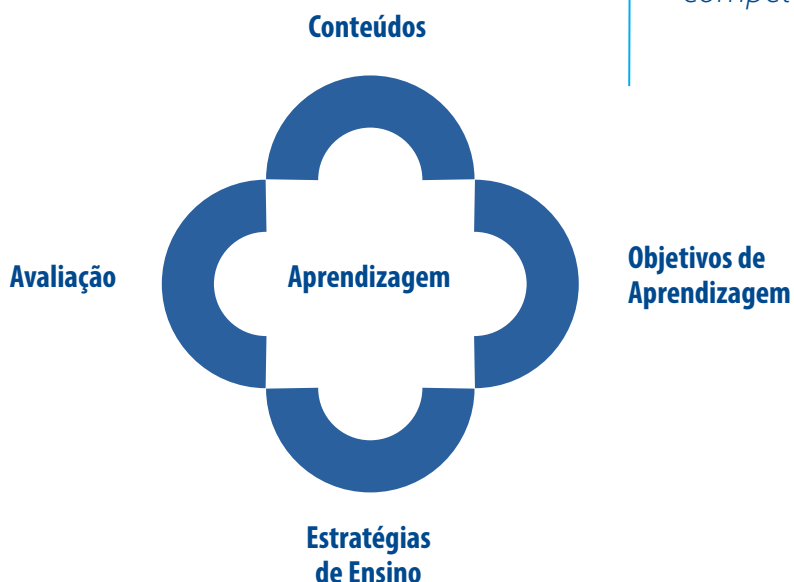 Conteúdos
Avaliação
Aprendizagem
Objetivos de
Aprendizagem
Estratégias
de Ensino